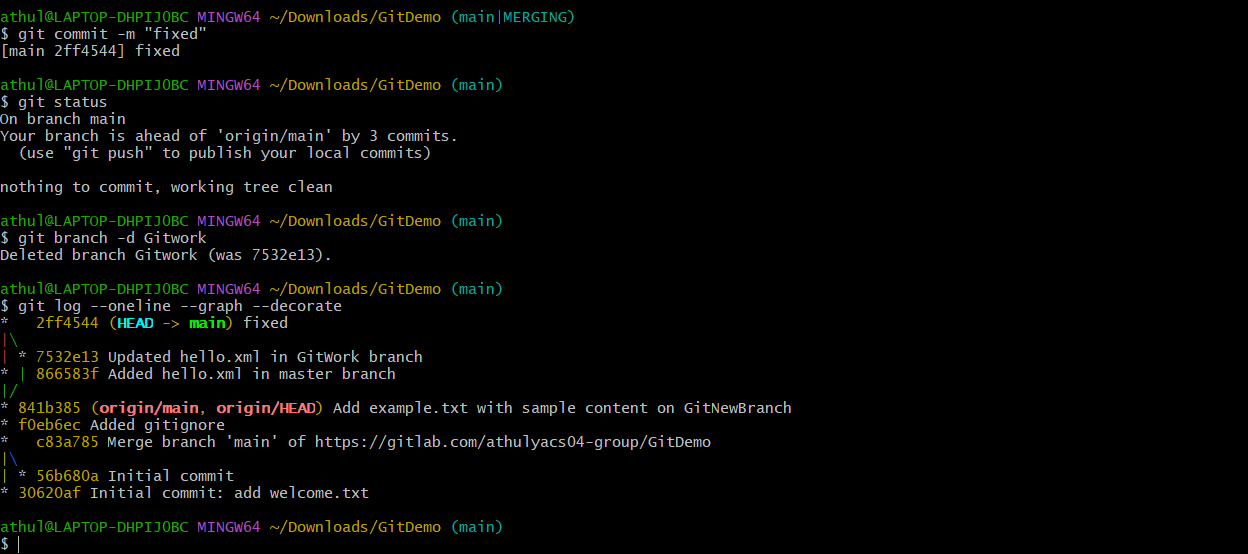 athul@LAPTOP-DHPIJ0BC MINGW64 ~/Downloads/GitDemo (main|MERGING)
$ git commit -m "fixed"
[main 2ff4544] fixed

athul@LAPTOP-DHPIJ0BC MINGW64 ~/Downloads/GitDemo (main)
$ git status
On branch main
Your branch is ahead of 'origin/main' by 3 commits.
  (use "git push" to publish your local commits)

nothing to commit, working tree clean

athul@LAPTOP-DHPIJ0BC MINGW64 ~/Downloads/GitDemo (main)
$ git branch -d Gitwork
Deleted branch Gitwork (was 7532e13).

athul@LAPTOP-DHPIJ0BC MINGW64 ~/Downloads/GitDemo (main)
$ git log --oneline --graph --decorate
*   2ff4544 (HEAD -> main) fixed
|\
| * 7532e13 Updated hello.xml in GitWork branch
* | 866583f Added hello.xml in master branch
|/
* 841b385 (origin/main, origin/HEAD) Add example.txt with sample content on GitNewBranch
* f0eb6ec Added gitignore
*   c83a785 Merge branch 'main' of https://gitlab.com/athulyacs04-group/GitDemo
|\
| * 56b680a Initial commit
* 30620af Initial commit: add welcome.txt

athul@LAPTOP-DHPIJ0BC MINGW64 ~/Downloads/GitDemo (main)
$